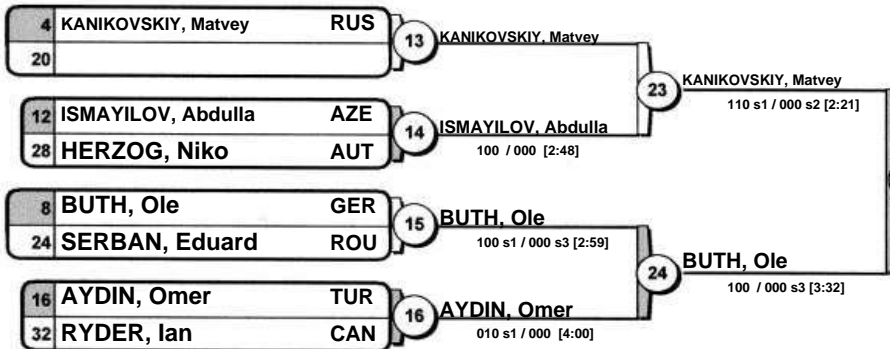 4 KANIKOVSKIY, Matvey RUS
20
13
KANIKOVSKIY, Matvey
12 ISMAYILOV, Abdulla AZE
28 HERZOG, Niko AUT
14
ISMAYILOV, Abdulla
100 / 000 [2:48]
23
KANIKOVSKIY, Matvey
110 s1 / 000 s2 [2:21]
8 BUTH, Ole GER
24 SERBAN, Eduard ROU
15
BUTH, Ole
100 s1 / 000 s3 [2:59]
16 AYDIN, Omer TUR
32 RYDER, Ian CAN
16
AYDIN, Omer
010 s1 / 000 [4:00]
24
BUTH, Ole
100 / 000 s3 [3:32]